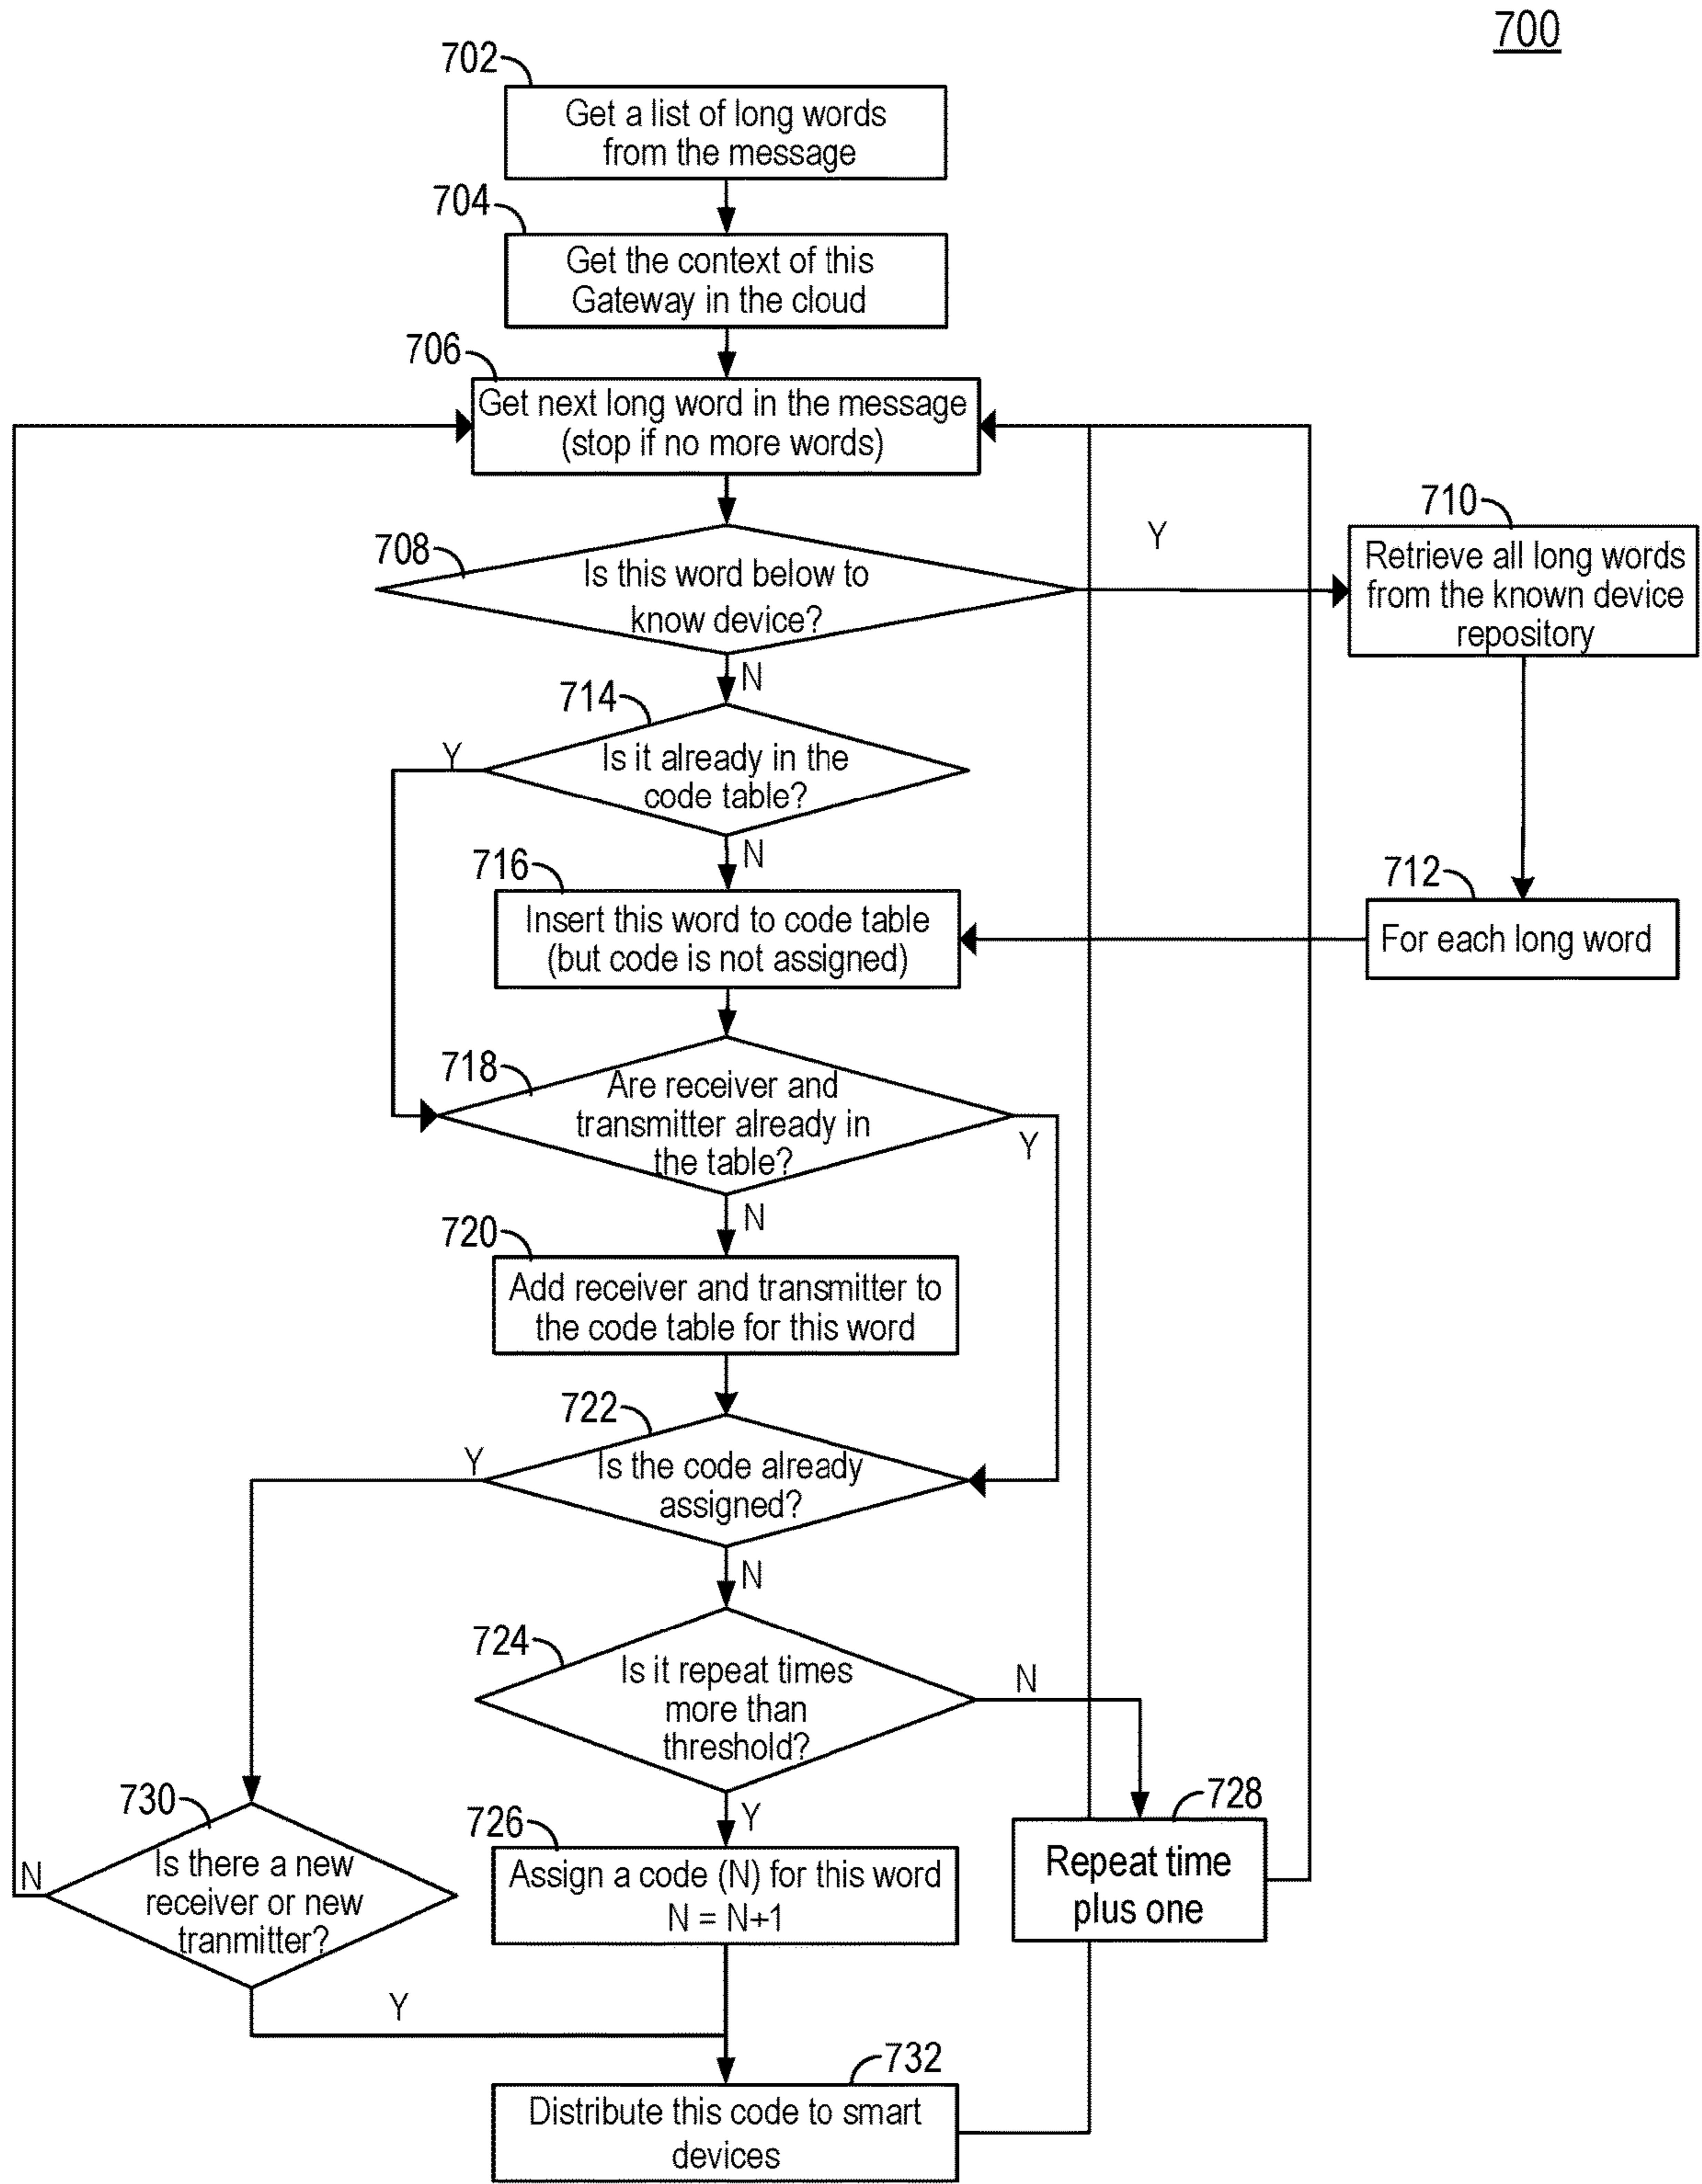 700
702
Get a list of long words
from the message
704
Get the context of this
Gateway in the cloud
706
Get next long word in the message
(stop if no more words)
708
Is this word below to
know device?
Y
710
Retrieve all long words
from the known device
repository
N
714
Y
Is it already in the
code table?
N
712
For each long word
716
Insert this word to code table
(but code is not assigned)
718
Are receiver and
transmitter already in
the table?
Y
N
720
Add receiver and transmitter to
the code table for this word
722
Y
Is the code already
assigned?
N
724
Is it repeat times
more than
threshold?
N
Y
730
Is there a new
receiver or new
tranmitter?
N
Y
726
Assign a code (N) for this word
N = N+1
728
Repeat time
plus one
732
Distribute this code to smart
devices